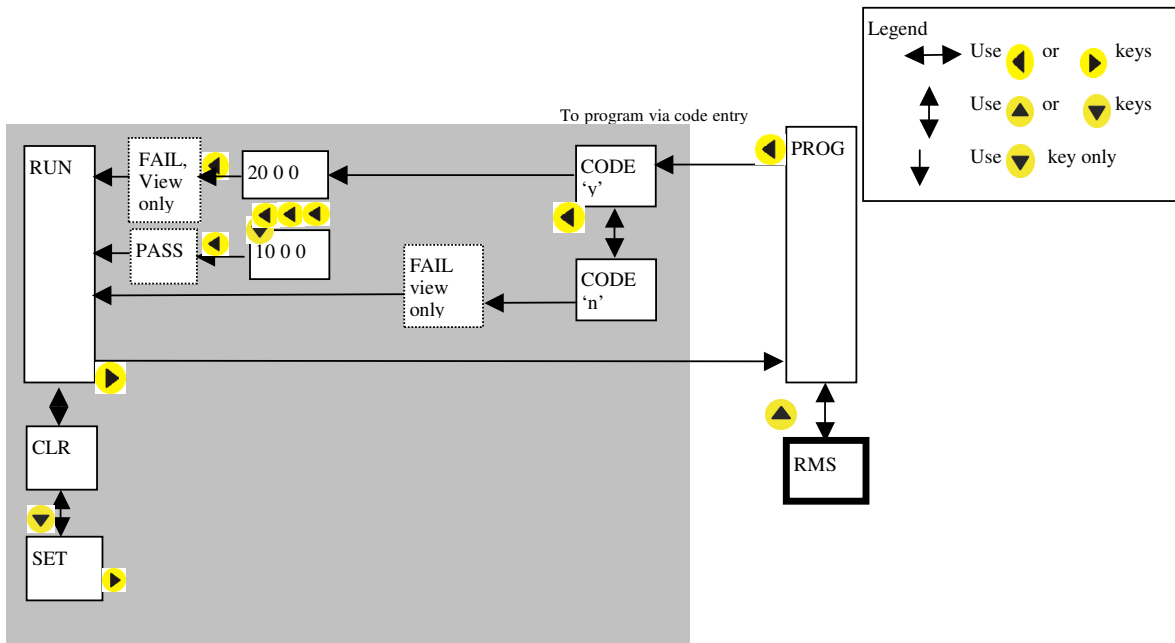 Legend
Use or keys
Use or keys
Use key only
To program via code entry
RUN
FAIL,
View
only
20 0 0
CODE
‘y’
PROG
PASS
10 0 0
FAIL
view
only
CODE
‘n’
CLR
RMS
SET